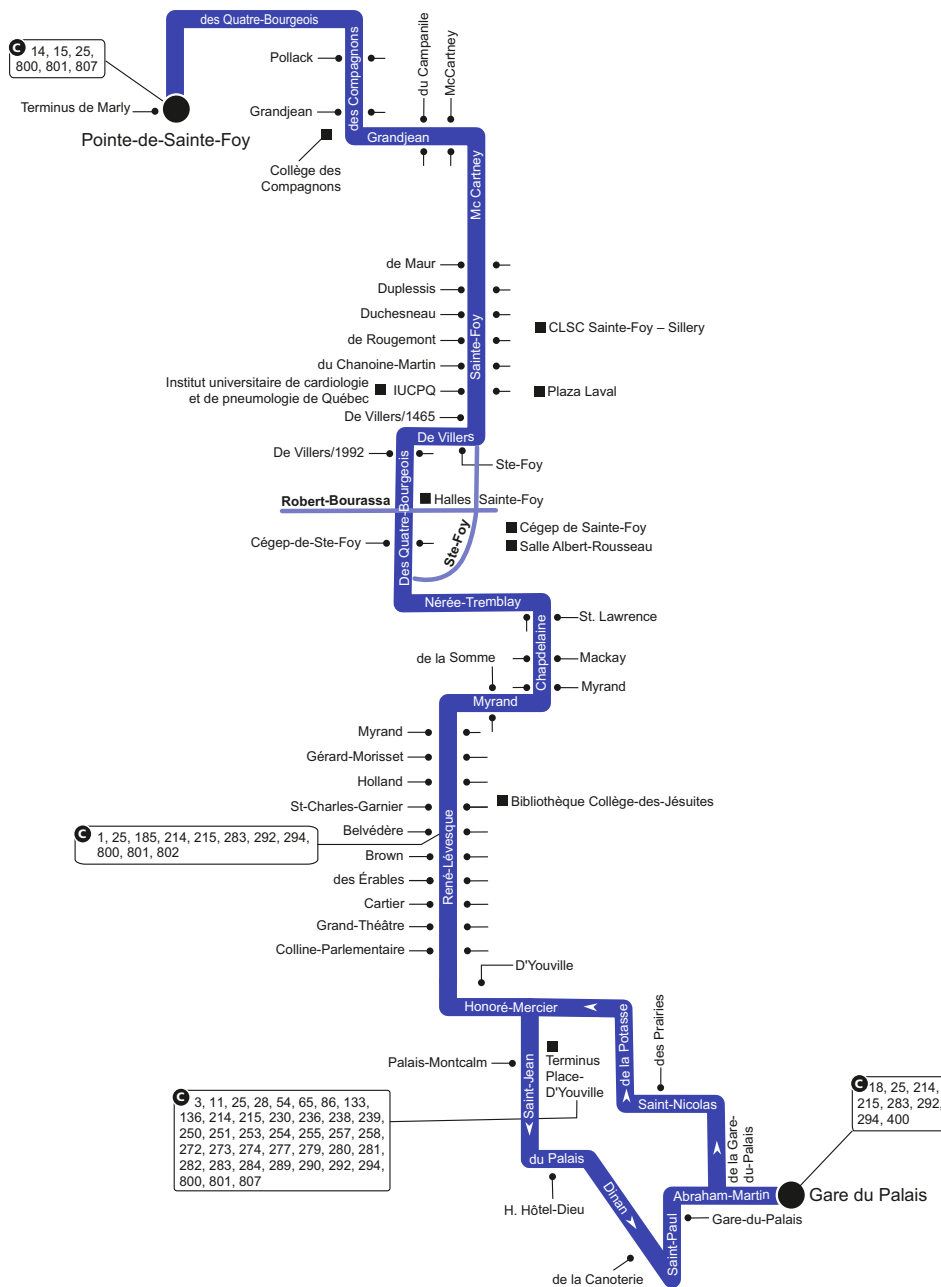 des Quatre-Bourgeois
C 14, 15, 25,
800, 801, 807
Terminus de Marly
Pointe-de-Sainte-Foy
Pollack
des Compagnons
Grandjean
du Campanile
McCartney
Grandjean
Collège des
Compagnons
Mc Cartney
de Maur
Duplessis
Duchesneau
CLSC Sainte-Foy – Sillery
de Rougemont
Sainte-Foy
du Chanoine-Martin
Institut universitaire de cardiologie
et de pneumologie de Québec
IUCPQ
Plaza Laval
De Villers/1465
De Villers
De Villers/1992
Ste-Foy
Des Quatre-Bourgeois
Robert-Bourassa
Halles Sainte-Foy
Ste-Foy
Cégep de Sainte-Foy
Salle Albert-Rousseau
Cégep-de-Ste-Foy
Nérée-Tremblay
St. Lawrence
Chapdelaine
Mackay
de la Somme
Myrand
Myrand
Myrand
Gérard-Morisset
Holland
St-Charles-Garnier
Bibliothèque Collège-des-Jésuites
Belvédère
C 1, 25, 185, 214, 215, 283, 292, 294,
800, 801, 802
René-Lévesque
Brown
des Érables
Cartier
Grand-Théâtre
Colline-Parlementaire
D'Youville
Honoré-Mercier
de la Potasse
des Prairies
Palais-Montcalm
Saint-Jean
Terminus
Place-
D'Youville
C 3, 11, 25, 28, 54, 65, 86, 133,
136, 214, 215, 230, 236, 238, 239,
250, 251, 253, 254, 255, 257, 258,
272, 273, 274, 277, 279, 280, 281,
282, 283, 284, 289, 290, 292, 294,
800, 801, 807
C 18, 25, 214,
215, 283, 292,
294, 400
Saint-Nicolas
de la Gare-
du-Palais
du Palais
H. Hôtel-Dieu
Dinan
Abraham-Martin
Gare du Palais
Saint-Paul
Gare-du-Palais
de la Canoterie